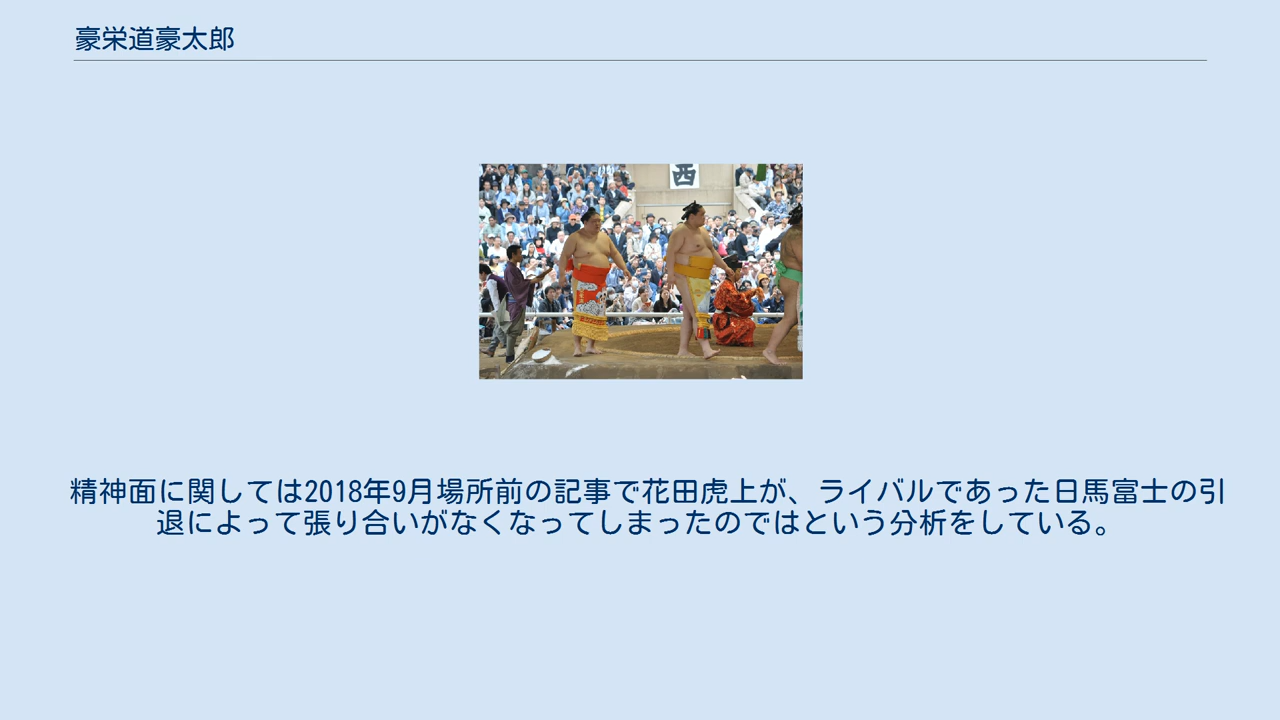 豪栄道豪太郎
西
精神面に関しては2018年9月場所前の記事で花田虎上が、ライバルであった日馬富士の引
退によって張り合いがなくなってしまったのではという分析をしている。